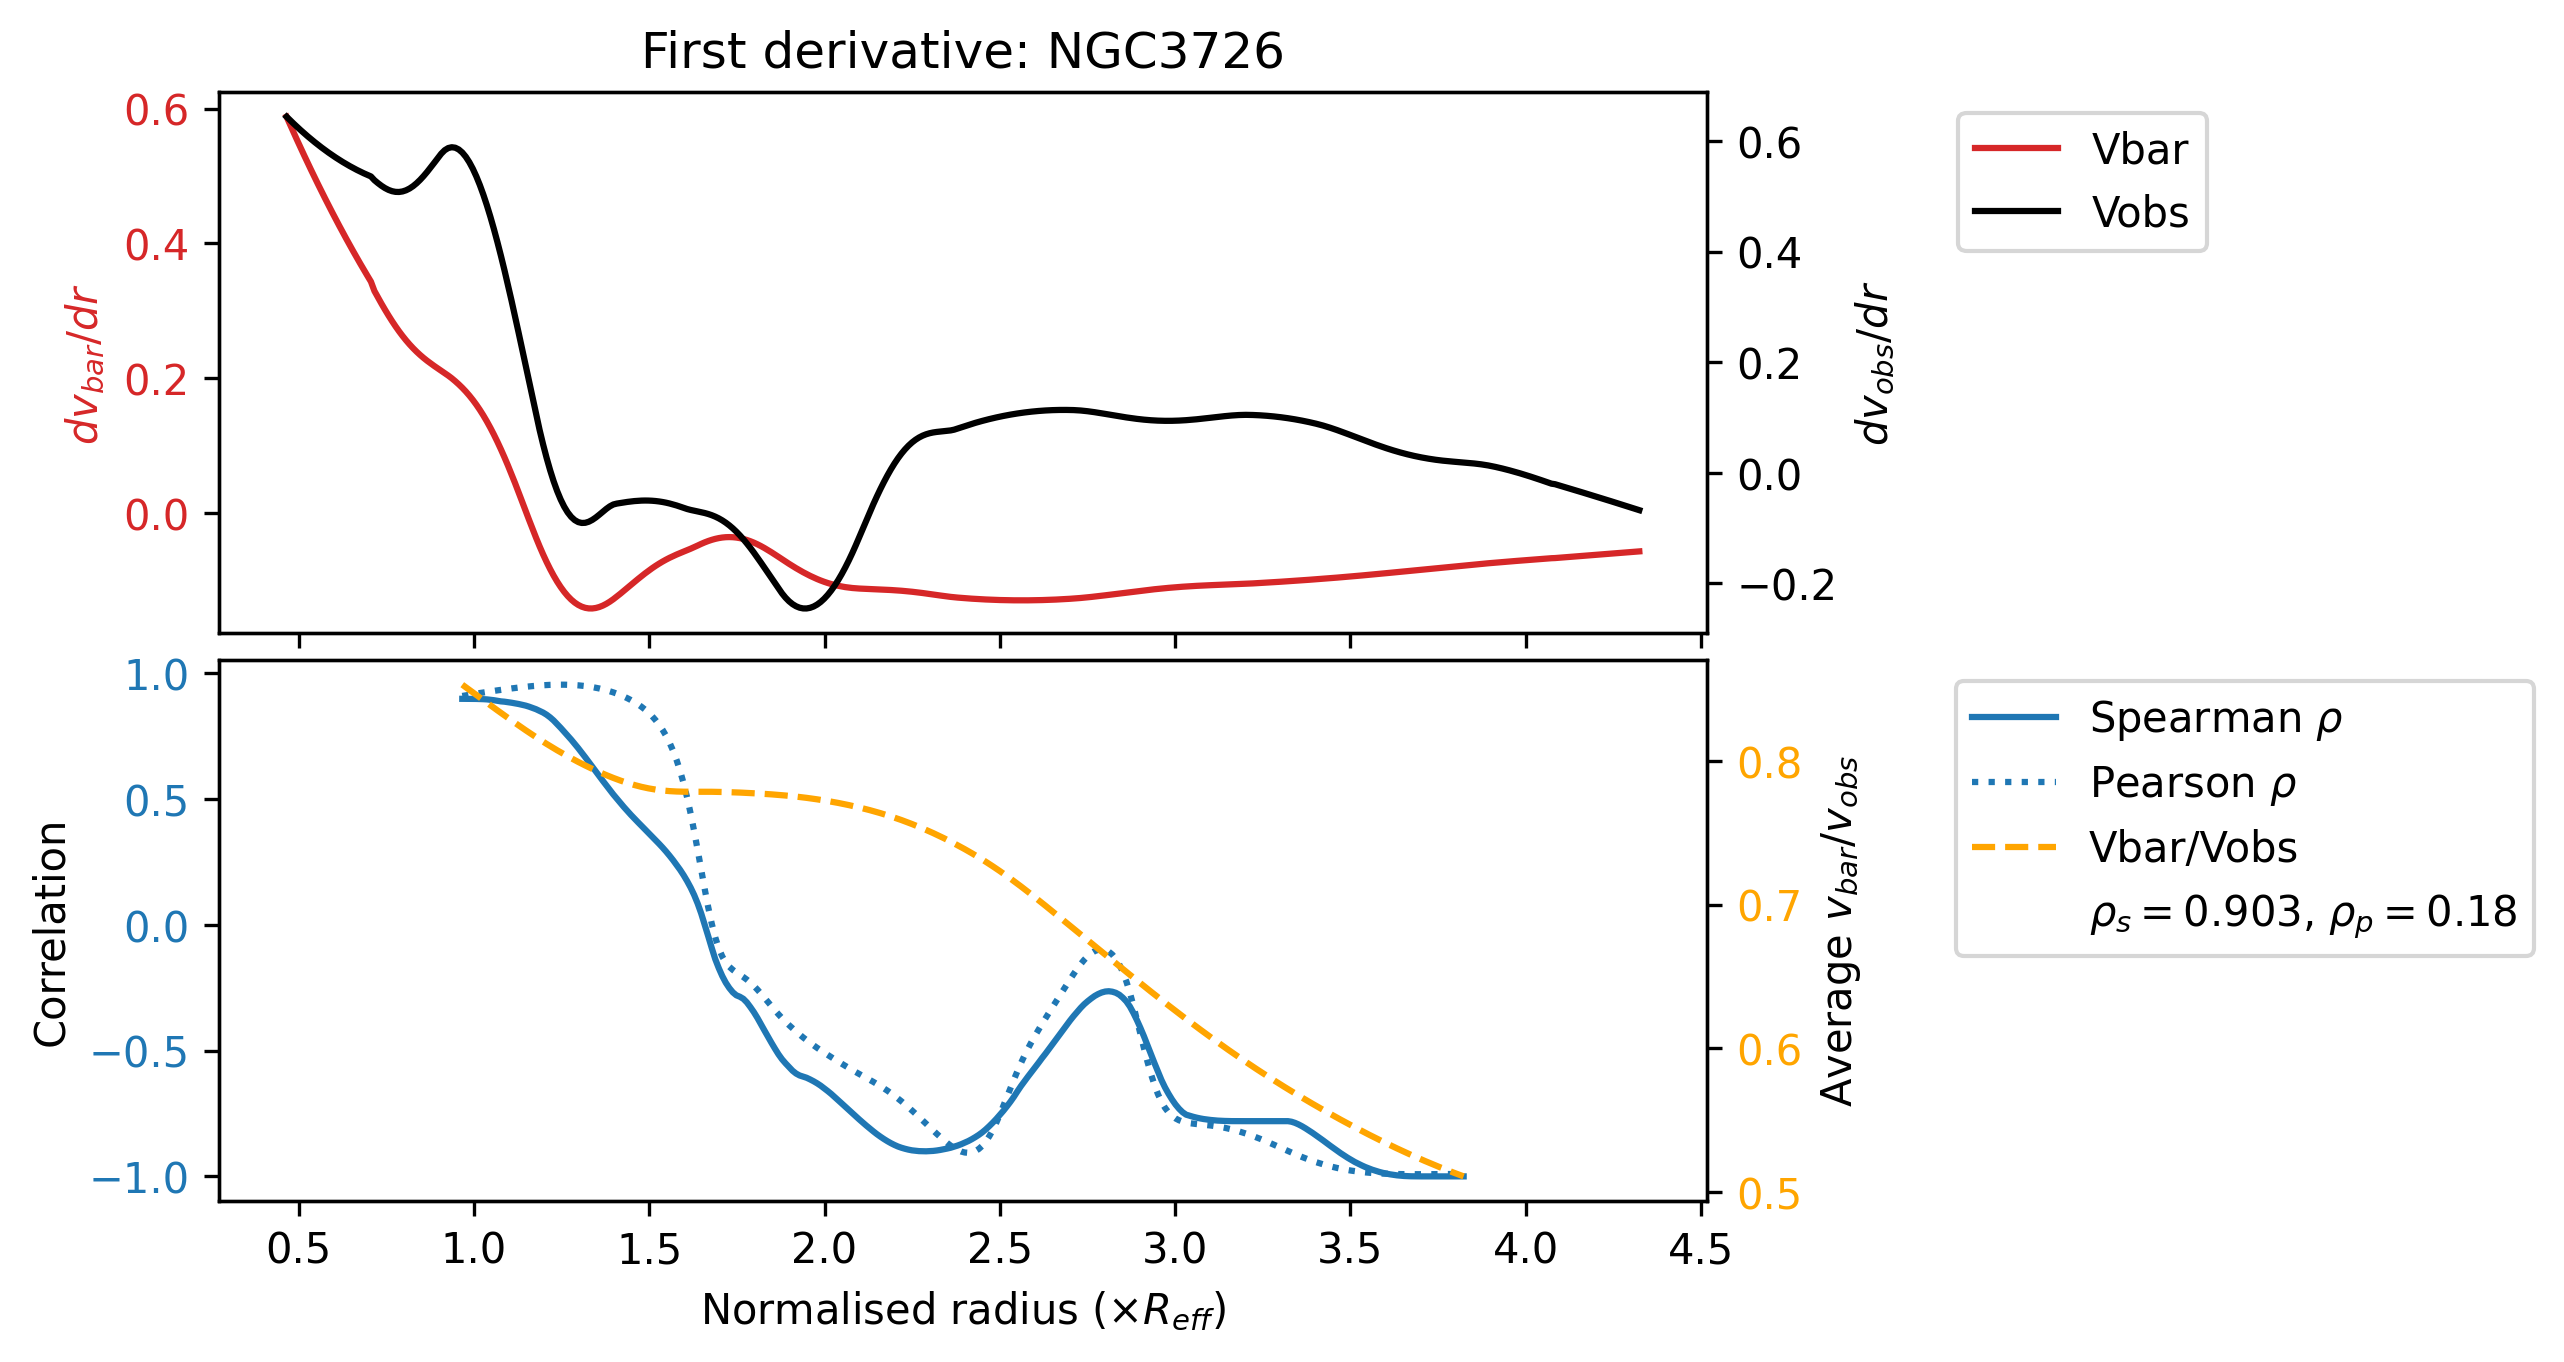 First derivative: NGC3726
0.6
0.4
0.2
0.0
dv_bar/dr
0.6
0.4
0.2
0.0
−0.2
dv_obs/dr
Vbar
Vobs
1.0
0.5
0.0
−0.5
−1.0
Correlation
0.8
0.7
0.6
0.5
Average v_bar/v_obs
Spearman ρ
Pearson ρ
Vbar/Vobs
ρ_s = 0.903, ρ_p = 0.18
0.5 1.0 1.5 2.0 2.5 3.0 3.5 4.0 4.5
Normalised radius (×R_eff)